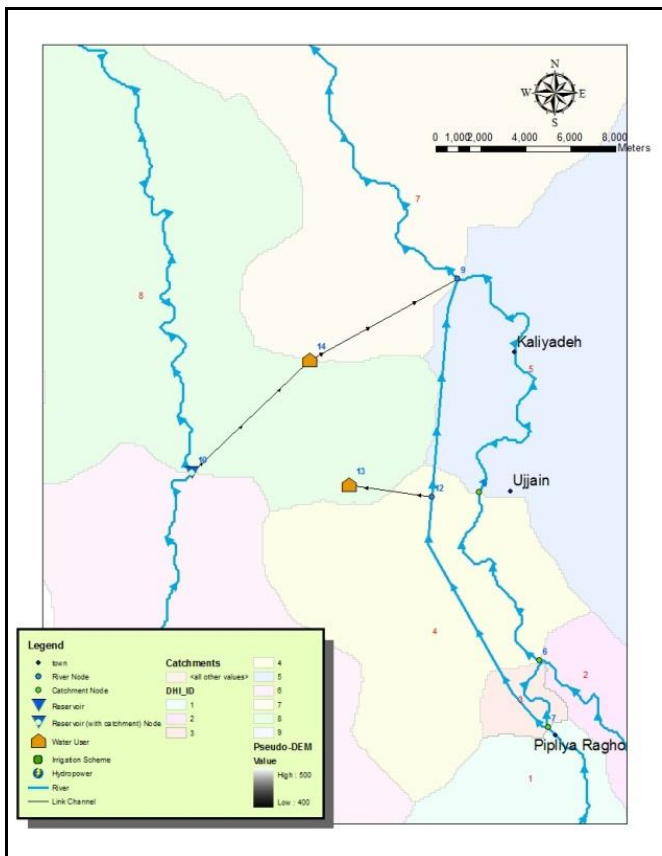 N
W E
S
0 1,000 2,000 4,000 6,000 8,000
Meters
7
9
8
14
Kaliyadeh
5
10
13
12
Ujjain
4
6
2
3
7
Pipliya Ragho
1
Legend
town
River Node
Catchment Node
Reservoir
Reservoir (with catchment) Node
Water User
Irrigation Scheme
Hydropower
River
Link Channel
Catchments
<all other values>
DHI_ID
1
2
3
4
5
6
7
8
9
Pseudo-DEM
Value
High : 500
Low : 400